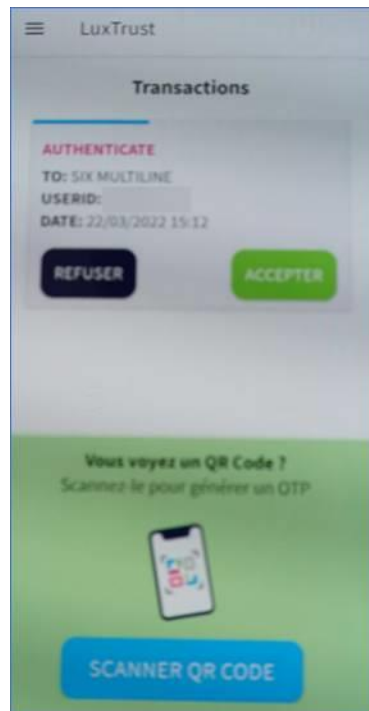 LuxTrust
Transactions
AUTHENTICATE
TO: SIX MULTILINE
USERID:
DATE: 22/03/2022 15:12
REFUSER ACCEPTER
Vous voyez un QR Code ?
Scannez-le pour générer un OTP
SCANNER QR CODE